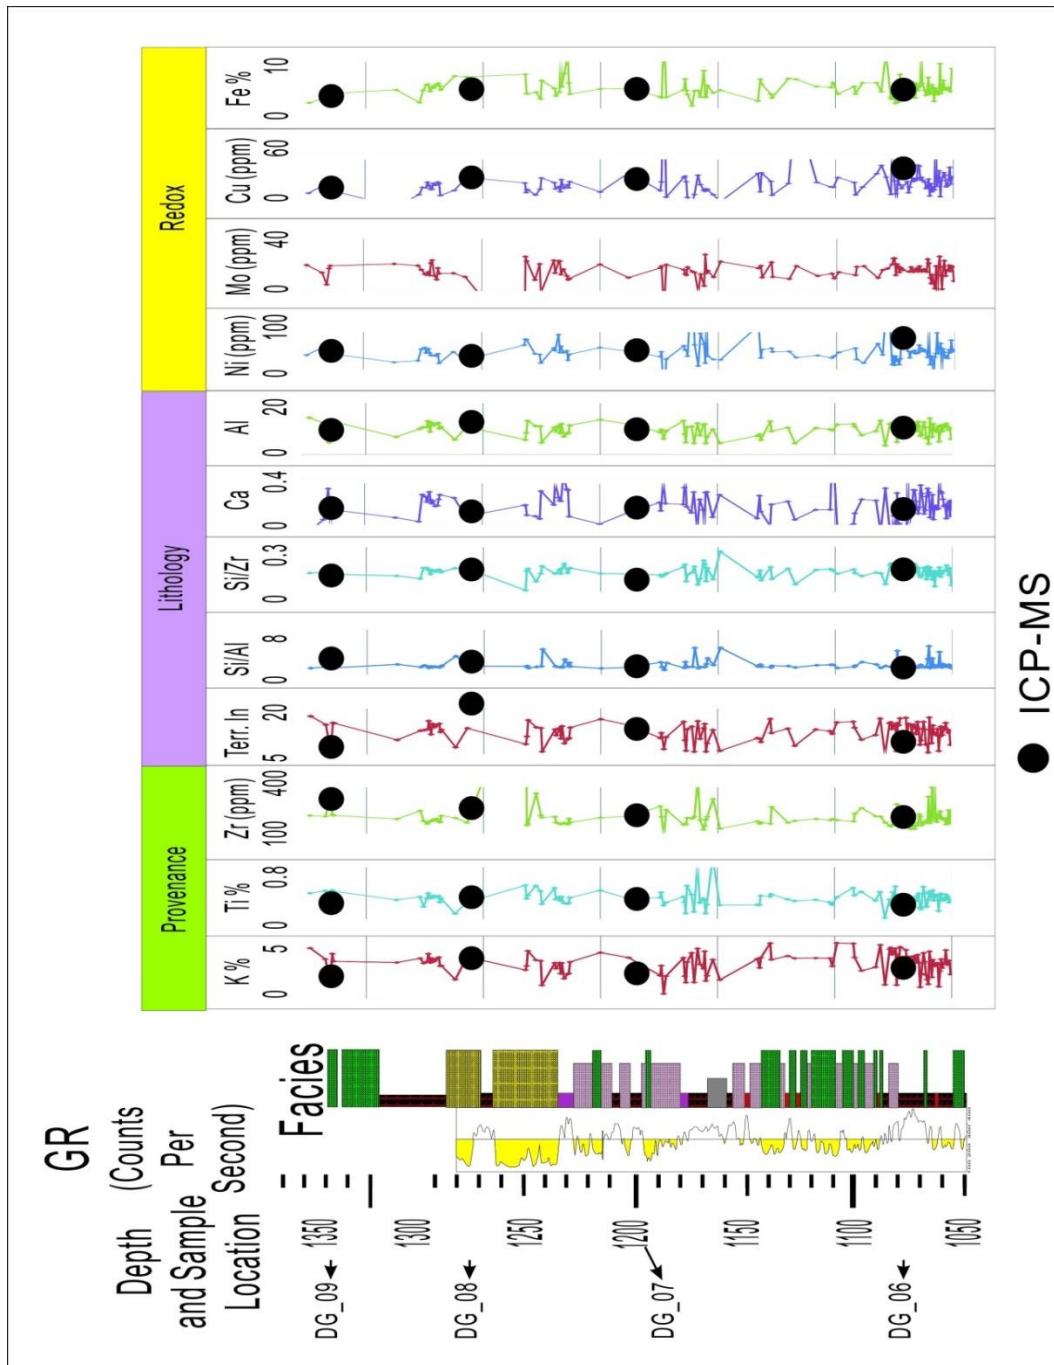 Redox
Lithology
Provenance
Fe %
0 10
Cu (ppm)
0 60
Mo (ppm)
0 40
Ni (ppm)
0 100
Al
0 20
Ca
0 0.4
Si/Zr
0 0.3
Si/Al
0 8
Terr. In
5 20
Zr (ppm)
100 400
Ti %
0 0.8
K %
0 5
Facies
GR
(Counts
Per
Second)
Depth
and Sample
Location
1350
1300
1250
1200
1150
1100
1050
DG_09
DG_08
DG_07
DG_06
ICP-MS